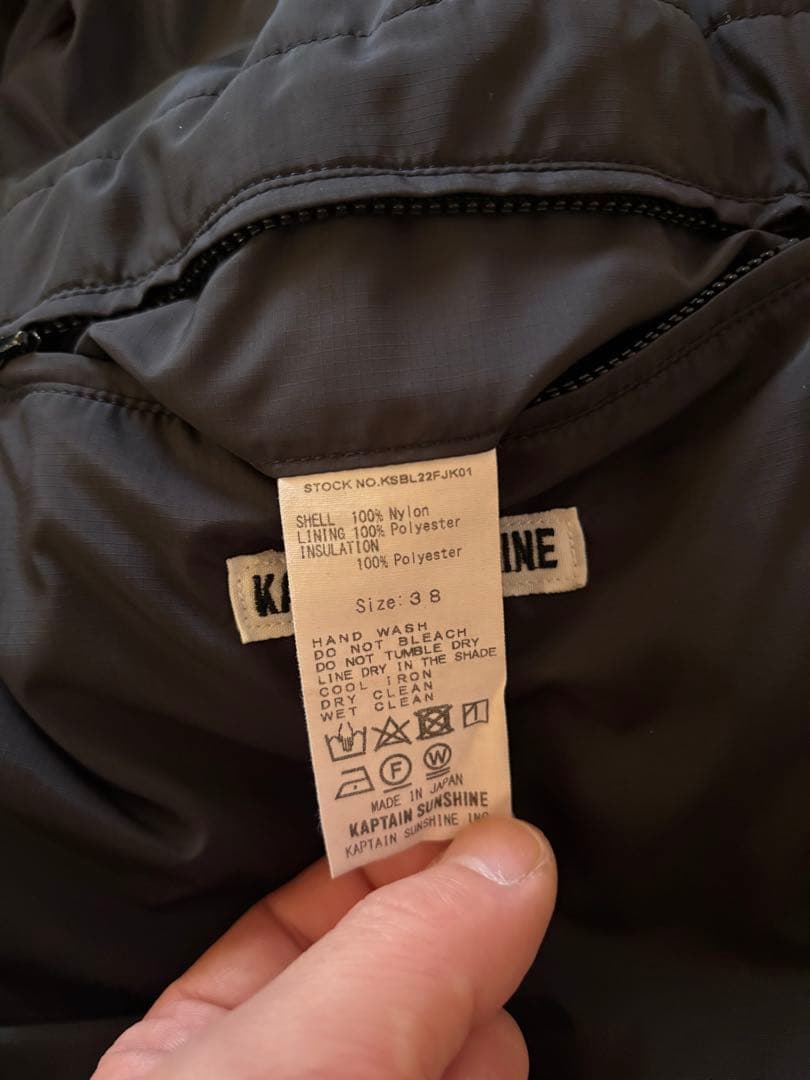 STOCK NO.KSBL22FJK01
SHELL 100% Nylon
LINING 100% Polyester
INSULATION
100% Polyester
KA
INE
Size:38
HAND WASH
DO NOT BLEACH
DO NOT TUMBLE DRY
LINE DRY IN THE SHADE
COOL IRON
DRY CLEAN
WET CLEAN
F
W
MADE IN JAPAN
KAPTAIN SUNSHINE
KAPTAIN SUNSHINE INC